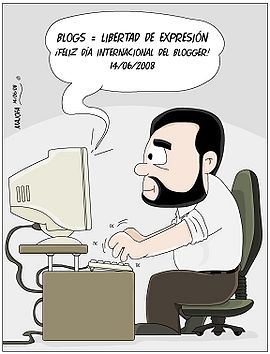 BLOGS = LIBERTAD DE EXPRESIÓN
¡FELIZ DÍA INTERNACIONAL DEL BLOGGER!
14/06/2008